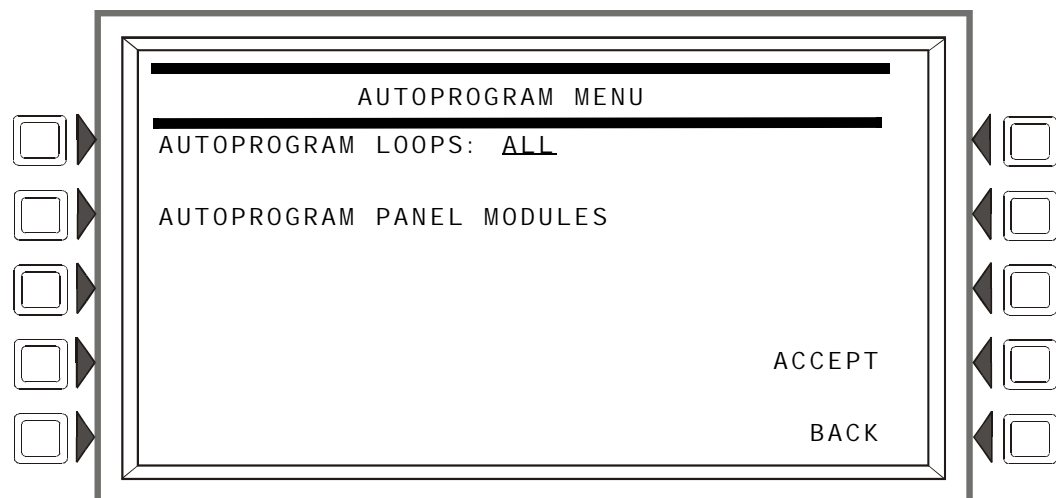 AUTOPROGRAM MENU
AUTOPROGRAM LOOPS: ALL
AUTOPROGRAM PANEL MODULES
ACCEPT
BACK